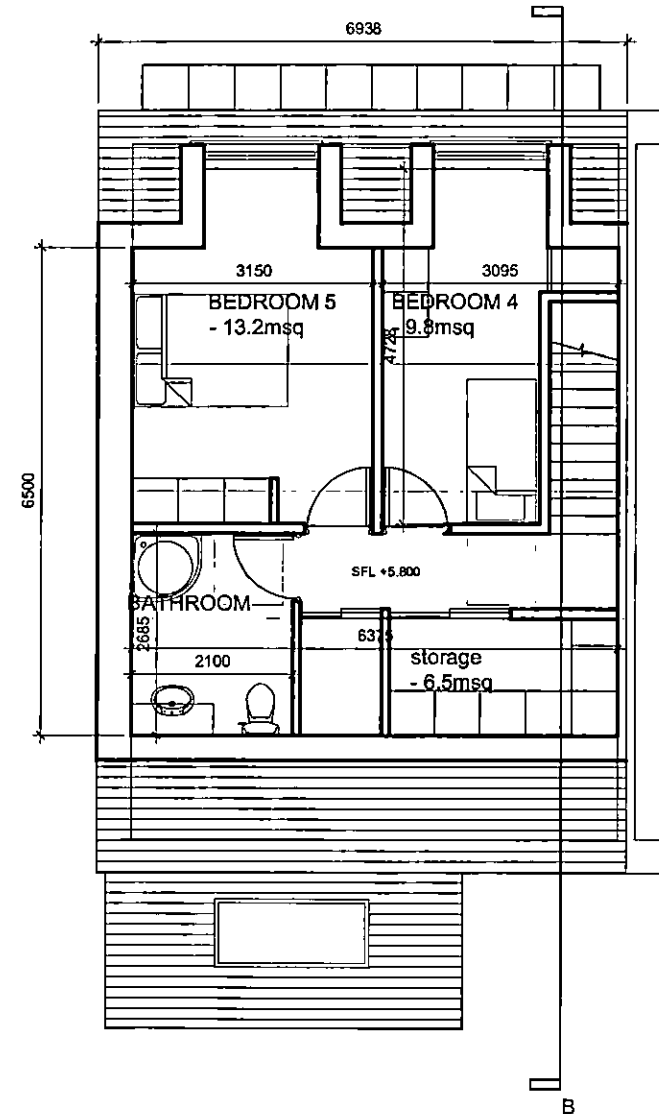 6938
3150
3095
BEDROOM 5
- 13.2msq
BEDROOM 4
- 9.8msq
4728
6500
SFL +5.800
BATHROOM
2685
6375
2100
storage
- 6.5msq
B